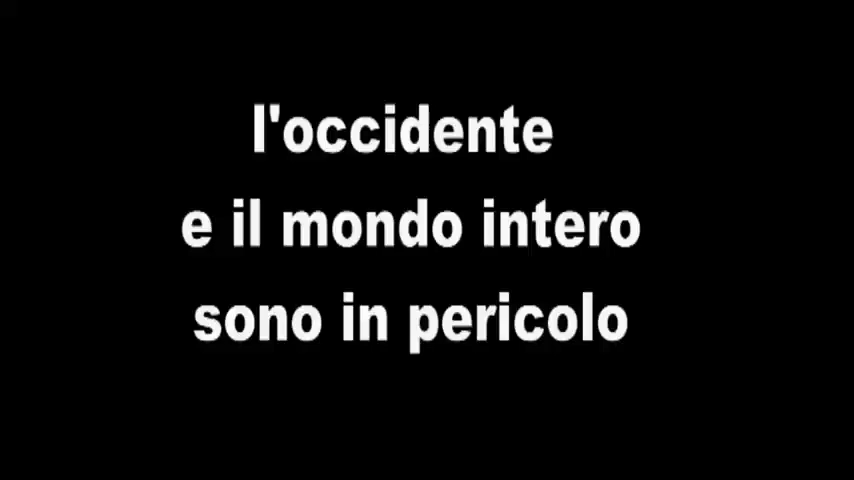 l'occidente
e il mondo intero
sono in pericolo